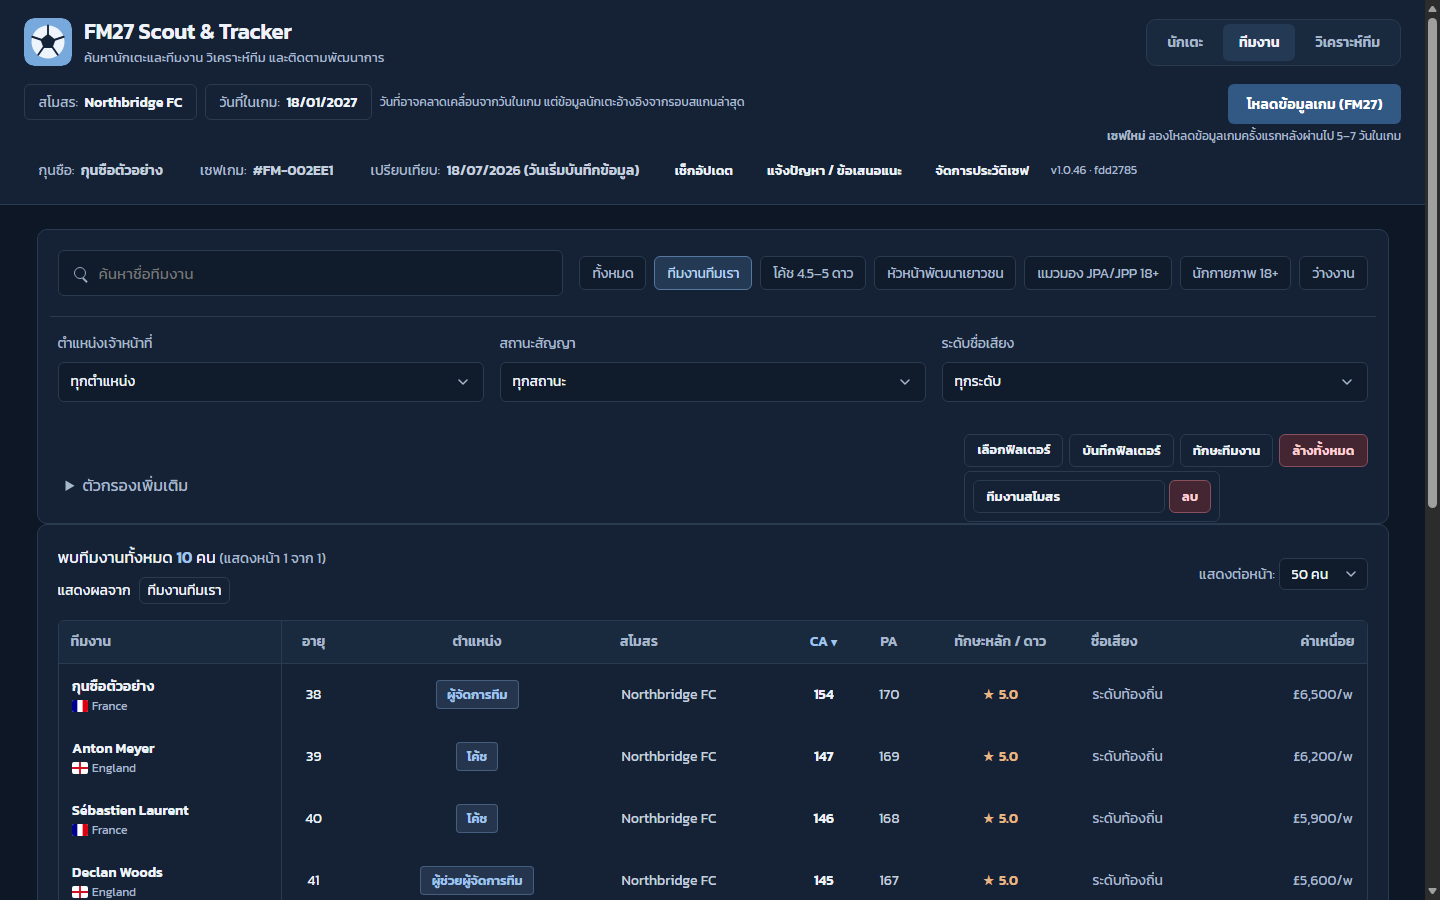 FM27 Scout & Tracker
ค้นหานักเตะและทีมงาน วิเคราะห์ทีม และติดตามพัฒนาการ
นักเตะ ทีมงาน วิเคราะห์ทีม
สโมสร: Northbridge FC วันที่ในเกม: 18/01/2027 วันที่อาจคลาดเคลื่อนจากวันในเกม แต่ข้อมูลนักเตะอ้างอิงจากรอบสแกนล่าสุด
โหลดข้อมูลเกม (FM27)
เซฟใหม่ ลองโหลดข้อมูลเกมครั้งแรกหลังผ่านไป 5–7 วันในเกม
กุนซือ: กุนซือตัวอย่าง เซฟเกม: #FM-002EE1 เปรียบเทียบ: 18/07/2026 (วันเริ่มบันทึกข้อมูล) เช็กอัปเดต แจ้งปัญหา / ข้อเสนอแนะ จัดการประวัติเซฟ v1.0.46 · fdd2785
ค้นหาชื่อทีมงาน
ทั้งหมด ทีมงานทีมเรา โค้ช 4.5–5 ดาว หัวหน้าพัฒนาเยาวชน แมวมอง JPA/JPP 18+ นักกายภาพ 18+ ว่างงาน
ตำแหน่งเจ้าหน้าที่ สถานะสัญญา ระดับชื่อเสียง
ทุกตำแหน่ง ทุกสถานะ ทุกระดับ
เลือกฟิลเตอร์ บันทึกฟิลเตอร์ ทักษะทีมงาน ล้างทั้งหมด
▶ ตัวกรองเพิ่มเติม
ทีมงานสโมสร ลบ
พบทีมงานทั้งหมด 10 คน (แสดงหน้า 1 จาก 1)
แสดงผลจาก ทีมงานทีมเรา
แสดงต่อหน้า: 50 คน
ทีมงาน อายุ ตำแหน่ง สโมสร CA ▼ PA ทักษะหลัก / ดาว ชื่อเสียง ค่าเหนื่อย
กุนซือตัวอย่าง
France
38 ผู้จัดการทีม Northbridge FC 154 170 ★ 5.0 ระดับท้องถิ่น £6,500/w
Anton Meyer
England
39 โค้ช Northbridge FC 147 169 ★ 5.0 ระดับท้องถิ่น £6,200/w
Sébastien Laurent
France
40 โค้ช Northbridge FC 146 168 ★ 5.0 ระดับท้องถิ่น £5,900/w
Declan Woods
England
41 ผู้ช่วยผู้จัดการทีม Northbridge FC 145 167 ★ 5.0 ระดับท้องถิ่น £5,600/w